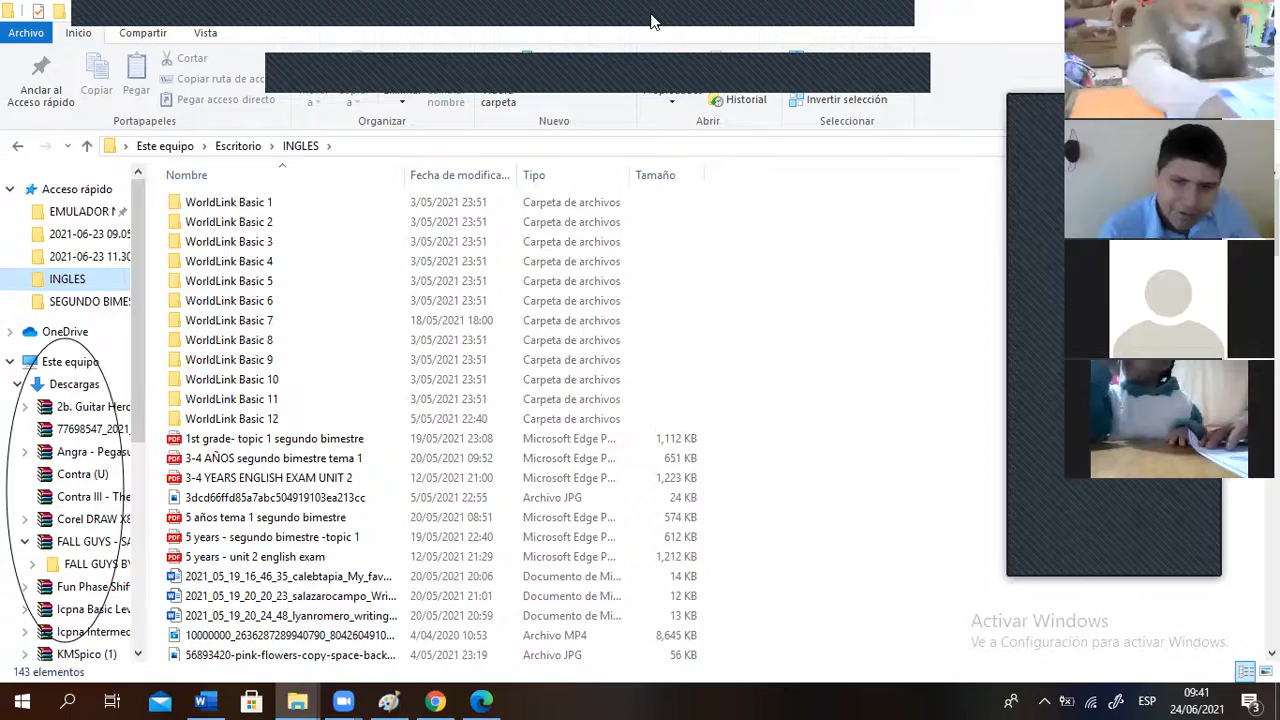 Archivo Inicio Compartir Vista
Anclar al Acceso rápido
Copiar
Pegar
Cortar
Copiar ruta de acc
Pegar acceso directo
Portapapeles
nombre
Organizar
carpeta
Nuevo
Historial
Abrir
Invertir selección
Seleccionar
Este equipo > Escritorio > INGLES >
Nombre Fecha de modifica... Tipo Tamaño
Acceso rápido
EMULADOR
2021-06-23 09.05
2021-06-23 11.30
INGLES
SEGUNDO BIMES
OneDrive
Este equipo
Descargas
2b. Guitar Herc
77698547_2021
Angra - Pegasu
Contra (U)
Contra III - The
Corel DRAW X8
FALL GUYS - SA
FALL GUYS BY
Fun Phase Shif
Icpna Basic Lev
Icpna Intermed
KMSpico (1)
WorldLink Basic 1 3/05/2021 23:51 Carpeta de archivos
WorldLink Basic 2 3/05/2021 23:51 Carpeta de archivos
WorldLink Basic 3 3/05/2021 23:51 Carpeta de archivos
WorldLink Basic 4 3/05/2021 23:51 Carpeta de archivos
WorldLink Basic 5 3/05/2021 23:51 Carpeta de archivos
WorldLink Basic 6 3/05/2021 23:51 Carpeta de archivos
WorldLink Basic 7 18/05/2021 18:00 Carpeta de archivos
WorldLink Basic 8 3/05/2021 23:51 Carpeta de archivos
WorldLink Basic 9 3/05/2021 23:51 Carpeta de archivos
WorldLink Basic 10 3/05/2021 23:51 Carpeta de archivos
WorldLink Basic 11 3/05/2021 23:51 Carpeta de archivos
WorldLink Basic 12 5/05/2021 22:40 Carpeta de archivos
1st grade- topic 1 segundo bimestre 19/05/2021 23:08 Microsoft Edge P... 1,112 KB
3-4 AÑOS segundo bimestre tema 1 20/05/2021 09:52 Microsoft Edge P... 651 KB
3-4 YEARS ENGLISH EXAM UNIT 2 12/05/2021 21:00 Microsoft Edge P... 1,223 KB
3dcd66ffd85a7abc504919103ea213cc 5/05/2021 22:55 Archivo JPG 24 KB
5 años tema 1 segundo bimestre 20/05/2021 08:51 Microsoft Edge P... 574 KB
5 years - segundo bimestre -topic 1 19/05/2021 22:40 Microsoft Edge P... 612 KB
5 years - unit 2 english exam 12/05/2021 21:29 Microsoft Edge P... 1,212 KB
2021_05_19_16_46_35_calebtapia_My_fav... 20/05/2021 20:06 Documento de Mi... 14 KB
2021_05_19_20_20_23_salazarocampo_Wri... 20/05/2021 21:01 Documento de Mi... 12 KB
2021_05_19_20_24_48_lyanromero_writing... 20/05/2021 20:59 Documento de Mi... 13 KB
10000000_2636287289940790_8042604910... 4/04/2020 10:53 Archivo MP4 8,645 KB
56893420-pink-flowers-copy-space-back... 4/05/2021 23:19 Archivo JPG 56 KB
143 elementos
Activar Windows
Ve a Configuración para activar Windows.
ESP
09:41
24/06/2021
3